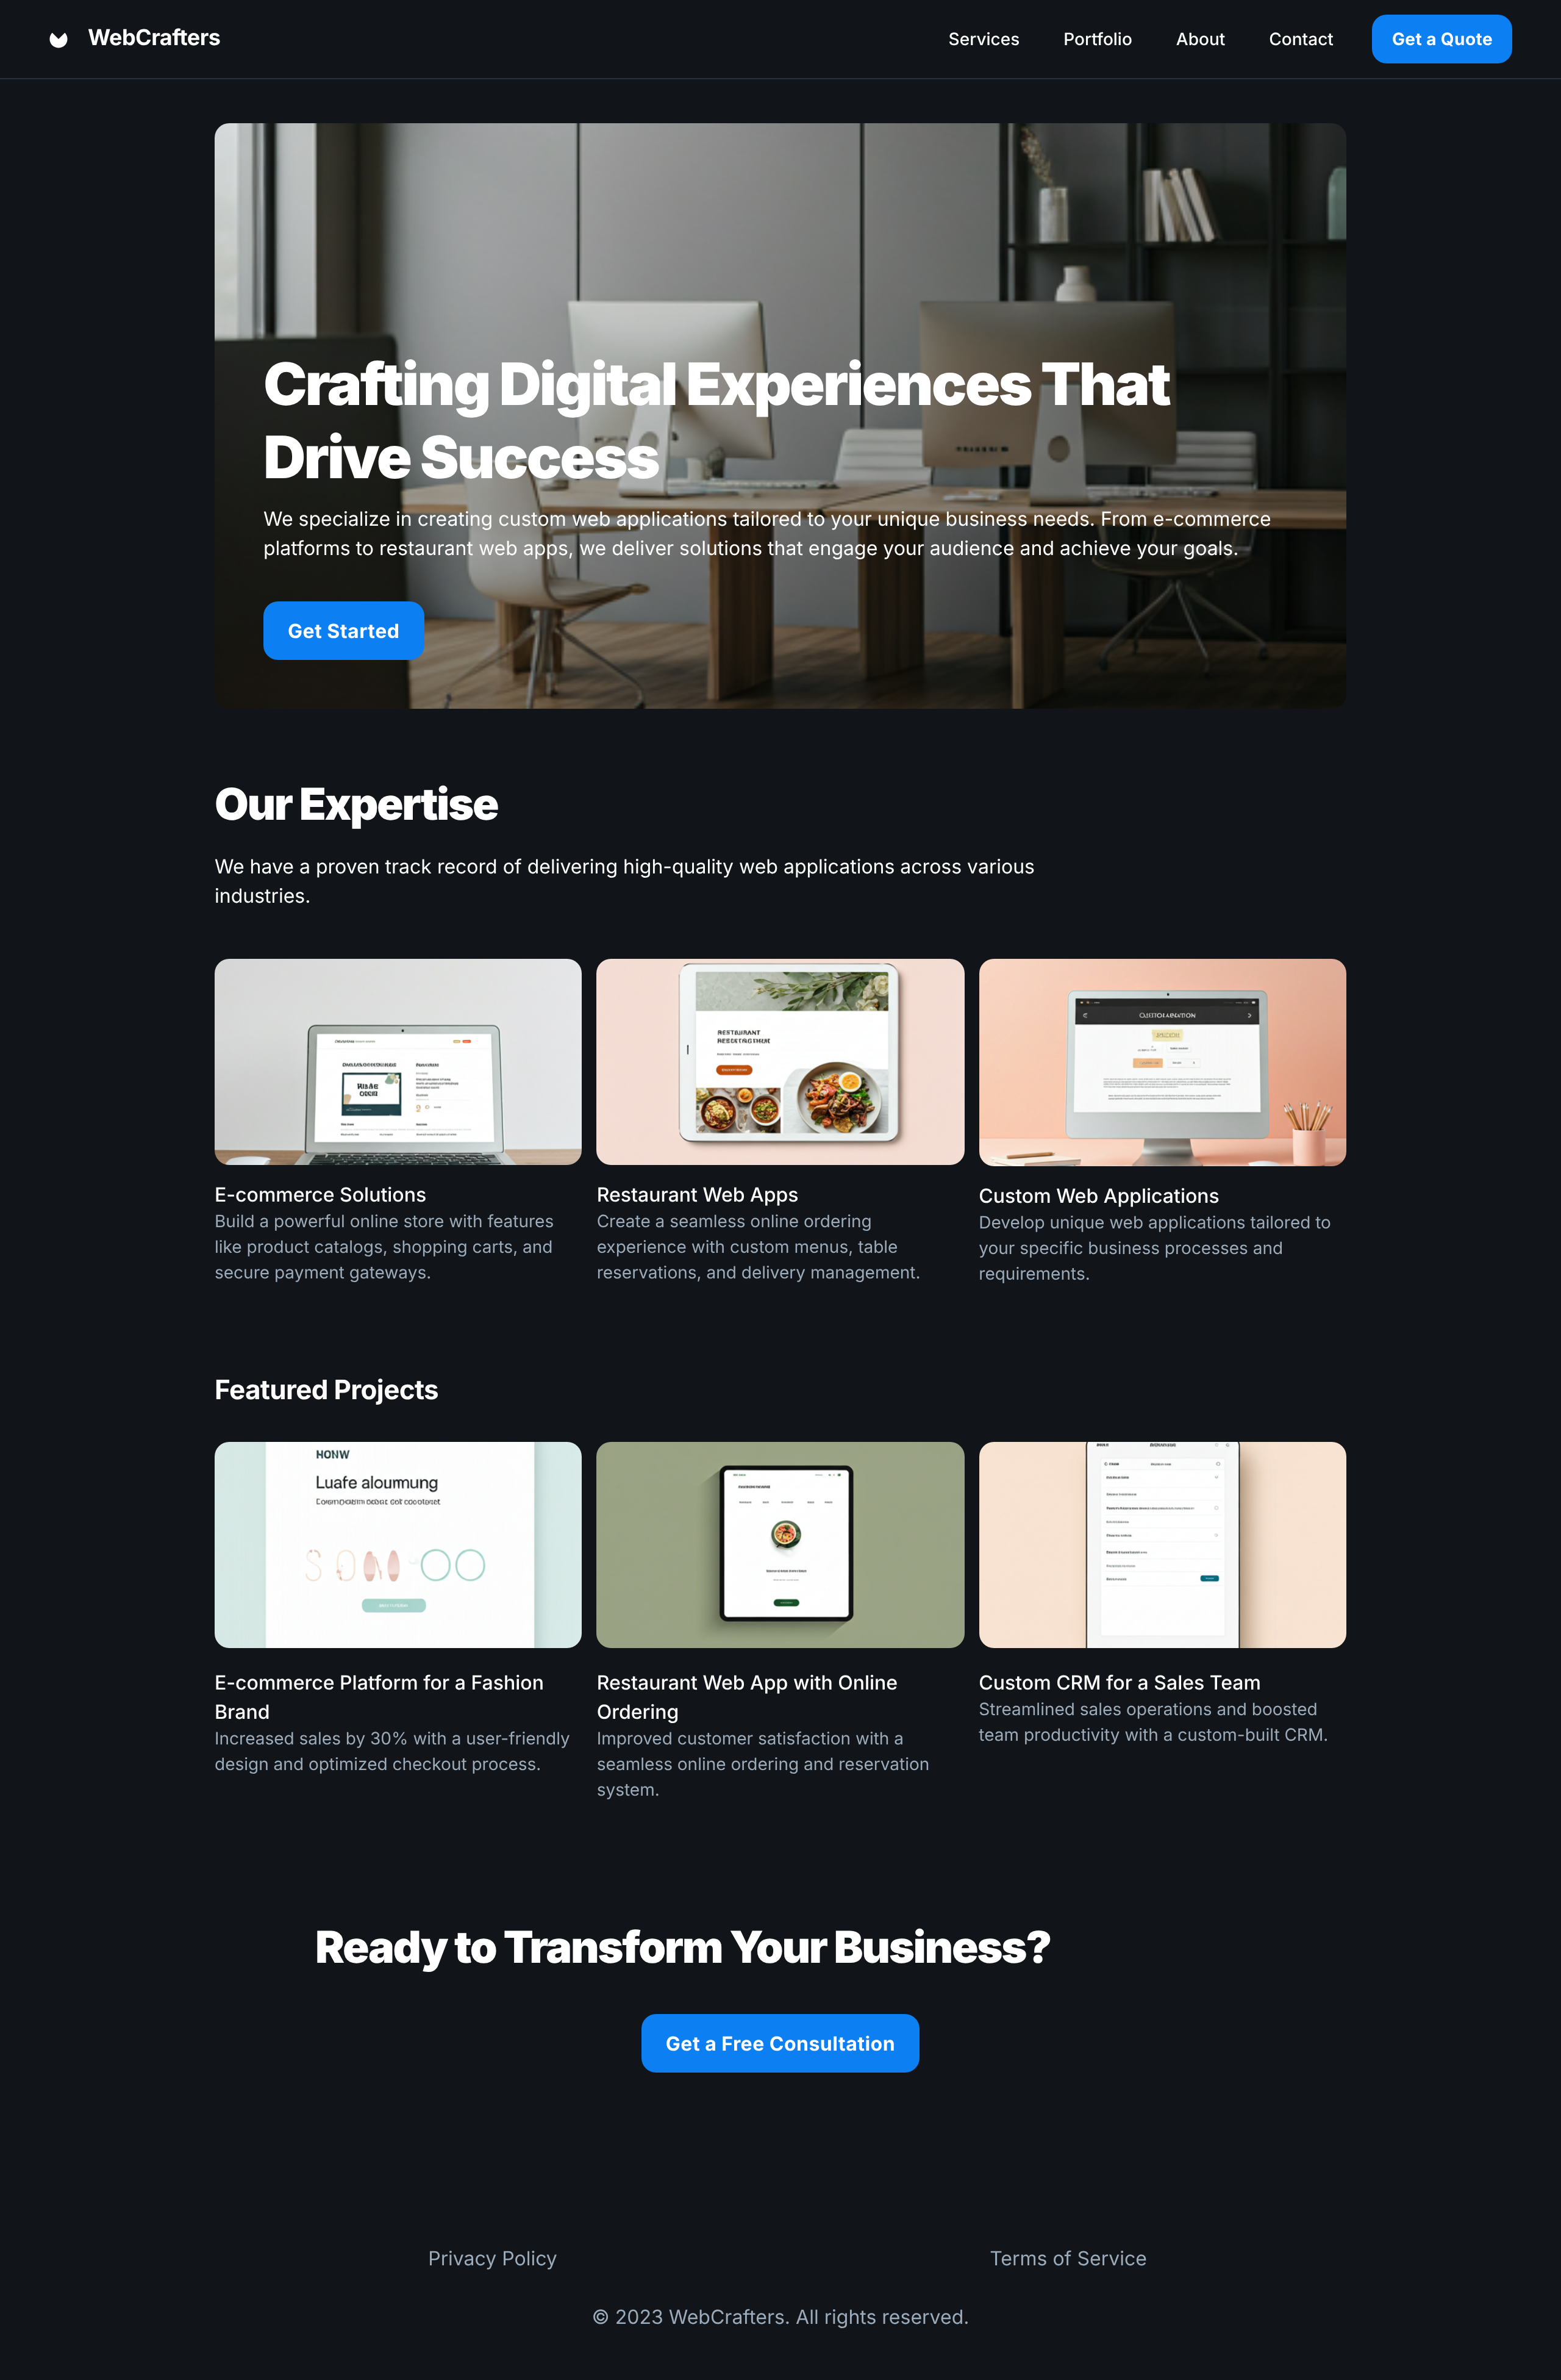 WebCrafters
Services
Portfolio
About
Contact
Get a Quote
Crafting Digital Experiences That
Drive Success
We specialize in creating custom web applications tailored to your unique business needs. From e-commerce
platforms to restaurant web apps, we deliver solutions that engage your audience and achieve your goals.
Get Started
Our Expertise
We have a proven track record of delivering high-quality web applications across various
industries.
RESTAURANT
E-commerce Solutions
Build a powerful online store with features
like product catalogs, shopping carts, and
secure payment gateways.
Restaurant Web Apps
Create a seamless online ordering
experience with custom menus, table
reservations, and delivery management.
Custom Web Applications
Develop unique web applications tailored to
your specific business processes and
requirements.
Featured Projects
HONW
Luafe aloumnung
E-commerce Platform for a Fashion
Brand
Increased sales by 30% with a user-friendly
design and optimized checkout process.
Restaurant Web App with Online
Ordering
Improved customer satisfaction with a
seamless online ordering and reservation
system.
Custom CRM for a Sales Team
Streamlined sales operations and boosted
team productivity with a custom-built CRM.
Ready to Transform Your Business?
Get a Free Consultation
Privacy Policy
Terms of Service
© 2023 WebCrafters. All rights reserved.